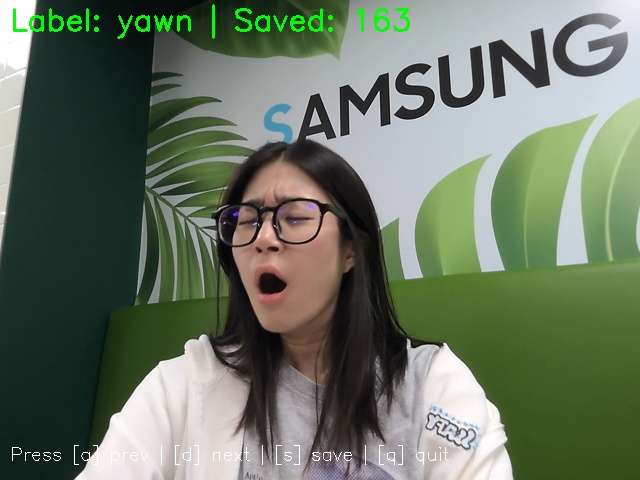 Label: yawn | Saved: 163
SAMSUNG
Press [a] prev | [d] next | [s] save | [q] quit